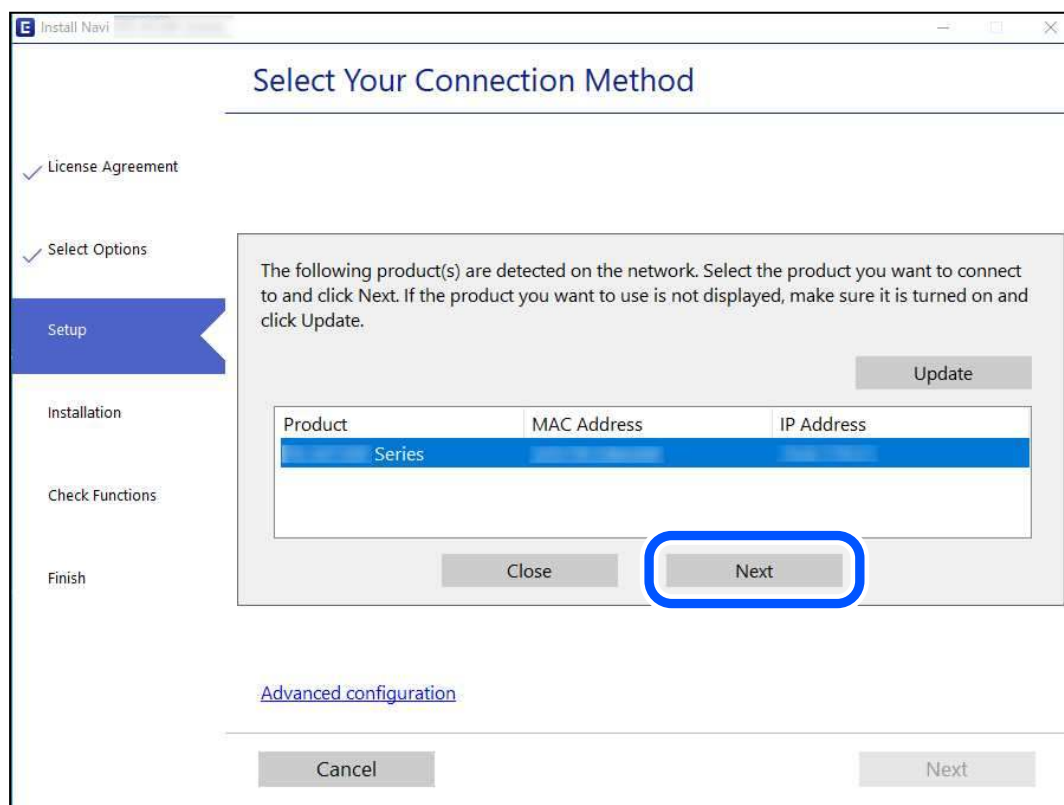 Install Navi
Select Your Connection Method
License Agreement
Select Options
Setup
Installation
Check Functions
Finish
The following product(s) are detected on the network. Select the product you want to connect
to and click Next. If the product you want to use is not displayed, make sure it is turned on and
click Update.
Update
Product MAC Address IP Address
Series
Close Next
Advanced configuration
Cancel Next